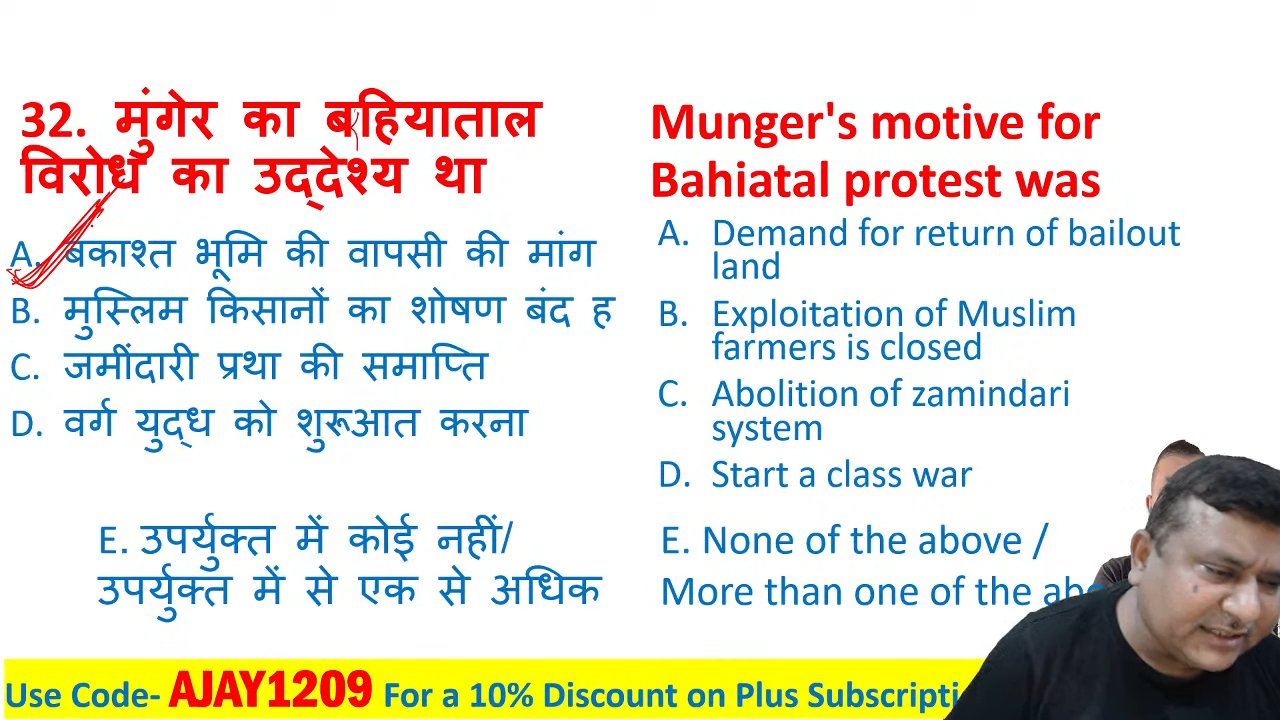 32. मुंगेर का बहियाताल
विरोध का उद्देश्य था
A. बकाश्त भूमि की वापसी की मांग
B. मुस्लिम किसानों का शोषण बंद ह
C. जमींदारी प्रथा की समाप्ति
D. वर्ग युद्ध को शुरूआत करना
E. उपर्युक्त में कोई नहीं/
उपर्युक्त में से एक से अधिक
Munger's motive for
Bahiatal protest was
A. Demand for return of bailout
land
B. Exploitation of Muslim
farmers is closed
C. Abolition of zamindari
system
D. Start a class war
E. None of the above /
More than one of the
Use Code- AJAY1209 For a 10% Discount on Plus